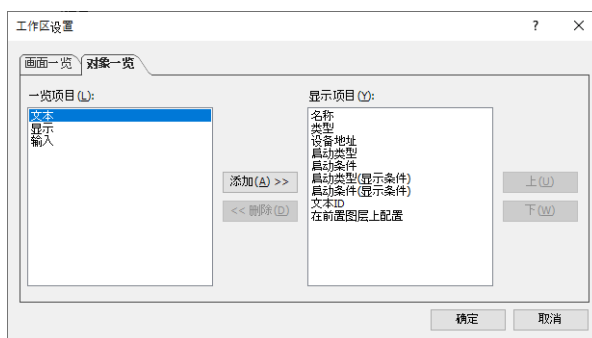 工作区设置
画面一览 对象一览
一览项目(L): 显示项目(Y):
文本
显示
输入
名称
类型
设备地址
启动类型
启动条件
启动类型(显示条件)
启动条件(显示条件)
文本ID
在前置图层上配置
添加(A) >>
<< 删除(D)
上(U)
下(W)
确定 取消